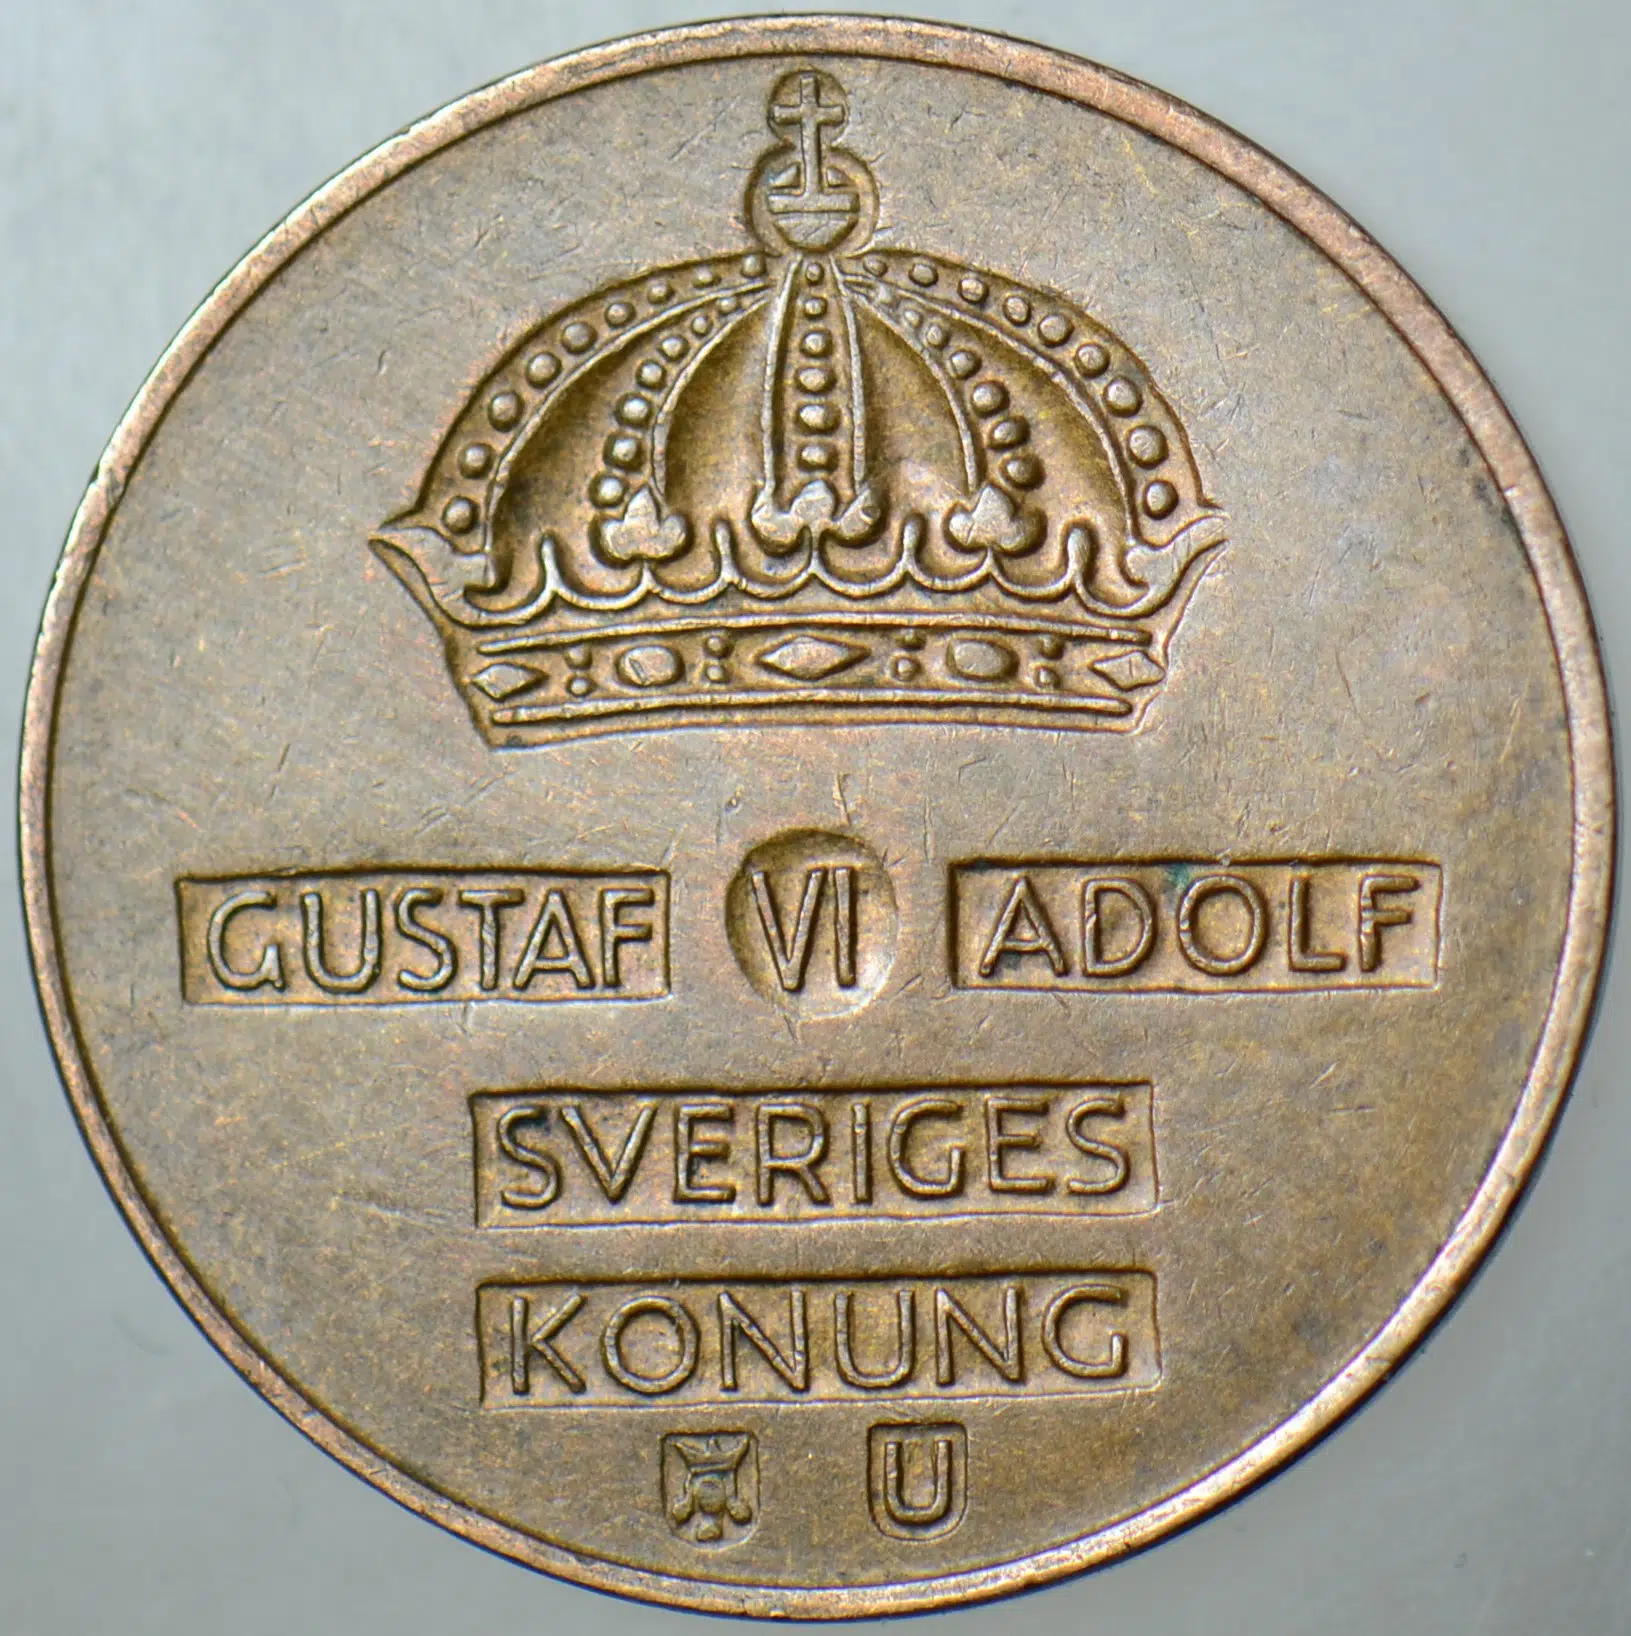 GUSTAF VI ADOLF
SVERIGES
KONUNG
U